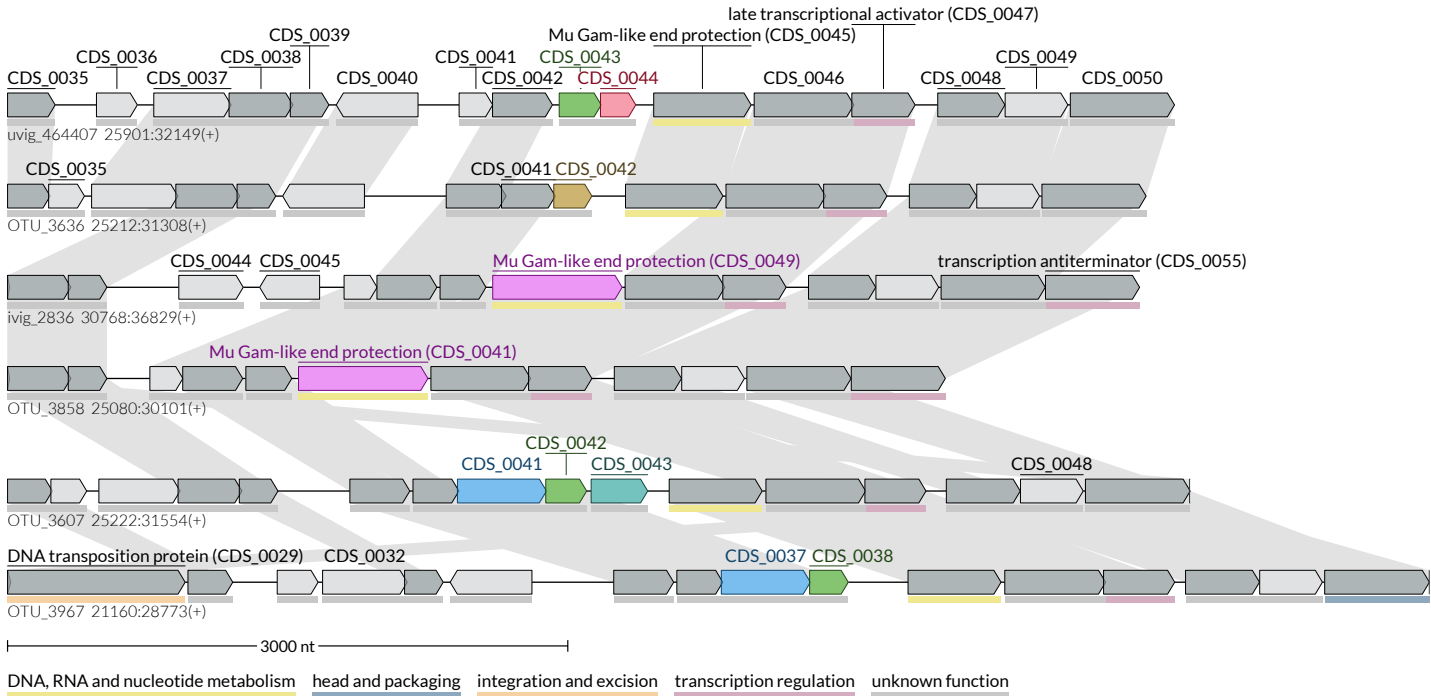 late transcriptional activator (CDS_0047)
CDS_0039 Mu Gam-like end protection (CDS_0045)
CDS_0036 CDS_0038 CDS_0041 CDS_0043 CDS_0049
CDS_0035 CDS_0037 CDS_0040 CDS_0042 CDS_0044 CDS_0046 CDS_0048 CDS_0050
uvig_464407 25901:32149(+)
CDS_0035 CDS_0041 CDS_0042
OTU_3636 25212:31308(+)
CDS_0044 CDS_0045 Mu Gam-like end protection (CDS_0049) transcription antiterminator (CDS_0055)
ivig_2836 30768:36829(+)
Mu Gam-like end protection (CDS_0041)
OTU_3858 25080:30101(+)
CDS_0042
CDS_0041 CDS_0043 CDS_0048
OTU_3607 25222:31554(+)
DNA transposition protein (CDS_0029) CDS_0032 CDS_0037 CDS_0038
OTU_3967 21160:28773(+)
3000 nt
DNA, RNA and nucleotide metabolism head and packaging integration and excision transcription regulation unknown function